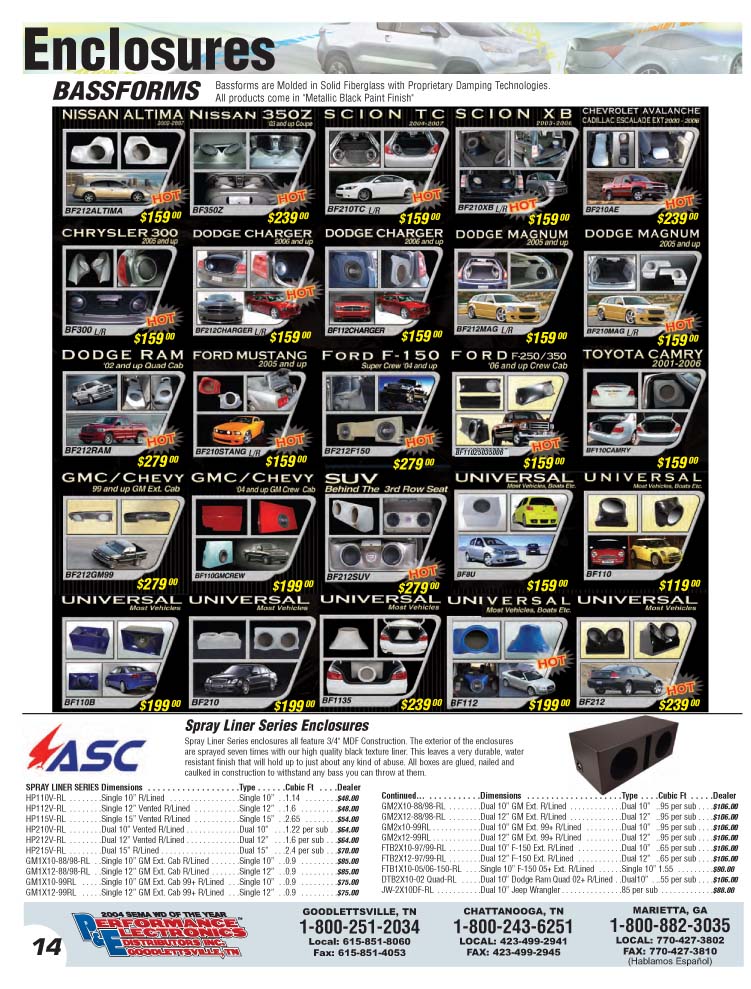 Enclosures
BASSFORMS
Bassforms are Molded in Solid Fiberglass with Proprietary Damping Technologies.
All products come in "Metallic Black Paint Finish"
NISSAN ALTIMA
2002-2007
HOT
BF212ALTIMA
$159.00
NISSAN 350Z
'03 and up Coupe
BF350Z
$239.00
SCION TC
2004-2007
HOT
BF210TC L/R
$159.00
SCION XB
2003-2006
HOT
BF210XB L/R
$159.00
CHEVROLET AVALANCHE
CADILLAC ESCALADE EXT 2000 - 2006
HOT
BF210AE
$239.00
CHRYSLER 300
2005 and up
HOT
BF300 L/R
$159.00
DODGE CHARGER
2006 and up
HOT
BF212CHARGER L/R
$159.00
DODGE CHARGER
2006 and up
BF112CHARGER
$159.00
DODGE MAGNUM
2005 and up
HOT
BF212MAG L/R
$159.00
DODGE MAGNUM
2005 and up
HOT
BF210MAG L/R
$159.00
DODGE RAM
'02 and up Quad Cab
HOT
BF212RAM
$279.00
FORD MUSTANG
2005 and up
HOT
BF210STANG L/R
$159.00
FORD F-150
Super Crew '04 and up
BF212F150
HOT
$279.00
FORD F-250/350
'06 and up Crew Cab
HOT
$159.00
TOYOTA CAMRY
2001-2006
BF110CAMRY
$159.00
GMC/CHEVY
99 and up GM Ext. Cab
BF212GM99
$279.00
GMC/CHEVY
'04 and up GM Crew Cab
BF110GMCREW
$199.00
SUV
Behind The 3rd Row Seat
HOT
BF212SUV
$279.00
UNIVERSAL
Most Vehicles, Boats Etc.
BF8U
$159.00
UNIVERSAL
Most Vehicles, Boats Etc.
BF110
$119.00
UNIVERSAL
Most Vehicles
BF110B
$199.00
UNIVERSAL
Most Vehicles
BF210
$199.00
UNIVERSAL
Most Vehicles
BF1135
$239.00
UNIVERSAL
Most Vehicles, Boats Etc.
HOT
BF112
$199.00
UNIVERSAL
Most Vehicles
HOT
BF212
$239.00
ASC
Spray Liner Series Enclosures
Spray Liner Series enclosures all feature 3/4" MDF Construction. The exterior of the enclosures
are sprayed seven times with our high quality black texture liner. This leaves a very durable, water
resistant finish that will hold up to just about any kind of abuse. All boxes are glued, nailed and
caulked in construction to withstand any bass you can throw at them.
SPRAY LINER SERIES Dimensions . . . . . Type . . . . . Cubic Ft . . . . Dealer
HP110V-RL . . . . . Single 10" R/Lined . . . . . Single 10" . . 1.14 . . . . . $48.00
HP112V-RL . . . . . Single 12" Vented R/Lined . . . . . Single 12" . . 1.6 . . . . . $48.00
HP115V-RL . . . . . Single 15" Vented R/Lined . . . . . Single 15" . . 2.65 . . . . . $54.00
HP210V-RL . . . . . Dual 10" Vented R/Lined . . . . . Dual 10" . . . 1.22 per sub . . $64.00
HP212V-RL . . . . . Dual 12" Vented R/Lined . . . . . Dual 12" . . . 1.6 per sub . . . $64.00
HP215V-RL . . . . . Dual 15" R/Lined . . . . . Dual 15" . . . 2.4 per sub . . . $70.00
GM1X10-88/98-RL . . Single 10" GM Ext. Cab R/Lined . . . . . Single 10" . . 0.9 . . . . . $85.00
GM1X12-88/98-RL . . Single 12" GM Ext. Cab R/Lined . . . . . Single 12" . . 0.9 . . . . . $85.00
GM1X10-99RL . . . . . Single 10" GM Ext. Cab 99+ R/Lined . . . Single 10" . . 0.9 . . . . . $75.00
GM1X12-99RL . . . . . Single 12" GM Ext. Cab 99+ R/Lined . . . Single 12" . . 0.9 . . . . . $75.00
Continued . . . . . Dimensions . . . . . Type . . . . Cubic Ft . . . . Dealer
GM2X10-88/98-RL . . . . . Dual 10" GM Ext. R/Lined . . . . . Dual 10" . .95 per sub . . . . $106.00
GM2X12-88/98-RL . . . . . Dual 12" GM Ext. R/Lined . . . . . Dual 12" . .95 per sub . . . . $106.00
GM2x10-99RL . . . . . Dual 10" GM Ext. 99+ R/Lined . . . . . Dual 10" . .95 per sub . . . . $106.00
GM2x12-99RL . . . . . Dual 12" GM Ext. 99+ R/Lined . . . . . Dual 12" . .95 per sub . . . . $106.00
FTB2X10-97/99-RL . . . . . Dual 10" F-150 Ext. R/Lined . . . . . Dual 10" . .65 per sub . . . . $106.00
FTB2X12-97/99-RL . . . . . Dual 12" F-150 Ext. R/Lined . . . . . Dual 12" . .65 per sub . . . . $106.00
FTB1X10-05/06-150-RL . . . Single 10" F-150 05+ Ext. R/Lined . . . . . Single 10" 1.55 . . . . . $90.00
DTB2X10-02 Quad-RL . . . . . Dual 10" Dodge Ram Quad 02+ R/Lined . . Dual10" . . .55 per sub . . . . $106.00
JW-2X10DF-RL . . . . . Dual 10" Jeep Wrangler . . . . . .85 per sub . . . . . $88.00
14
2004 SEMA WD OF THE YEAR
PERFORMANCE
ELECTRONICS
DISTRIBUTORS INC.
GOODLETTSVILLE, TN
GOODLETTSVILLE, TN
1-800-251-2034
Local: 615-851-8060
Fax: 615-851-4053
CHATTANOOGA, TN
1-800-243-6251
LOCAL: 423-499-2941
FAX: 423-499-2945
MARIETTA, GA
1-800-882-3035
LOCAL: 770-427-3802
FAX: 770-427-3810
(Hablamos Español)